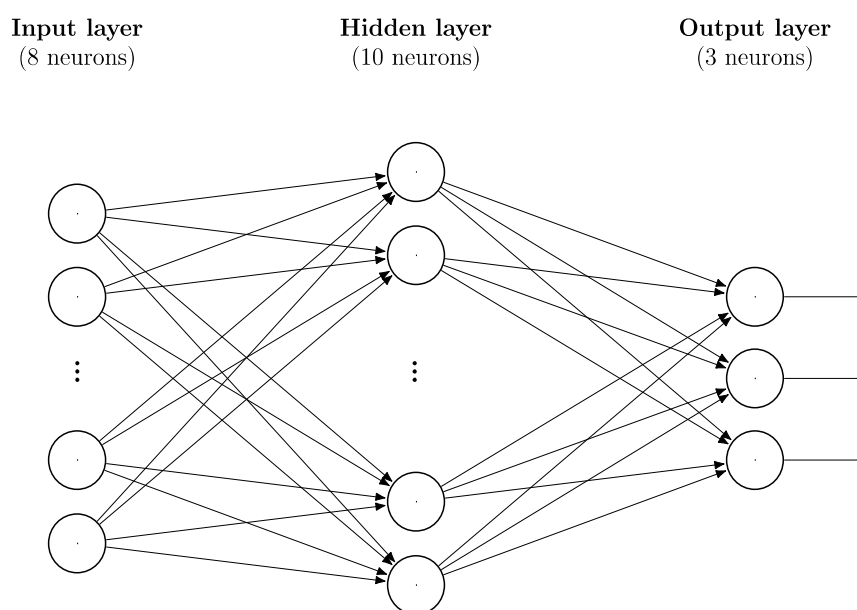 Input layer
(8 neurons)
Hidden layer
(10 neurons)
Output layer
(3 neurons)